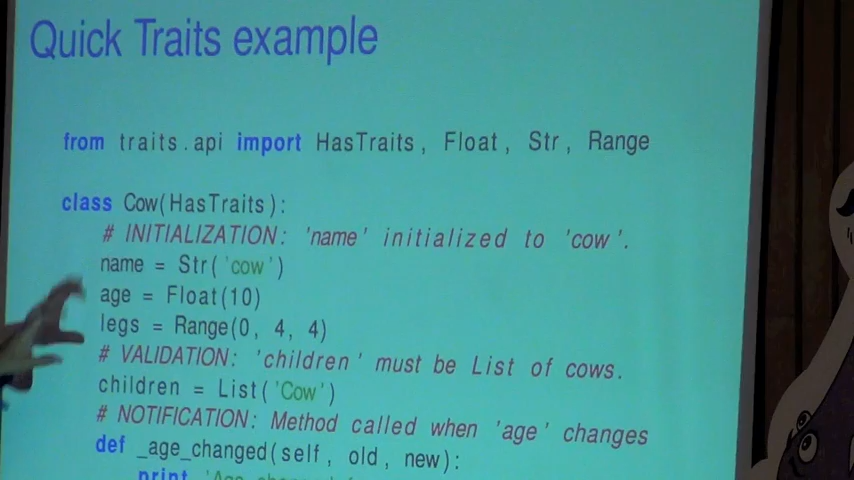 Quick Traits example
from traits.api import HasTraits, Float, Str, Range
class Cow(HasTraits):
# INITIALIZATION: 'name' initialized to 'cow'.
name = Str('cow')
age = Float(10)
legs = Range(0, 4, 4)
# VALIDATION: 'children' must be List of cows.
children = List('Cow')
# NOTIFICATION: Method called when 'age' changes
def _age_changed(self, old, new):
print